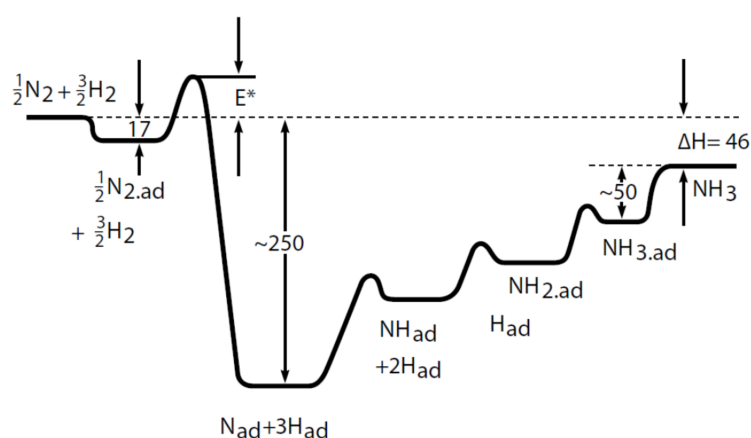 ½N₂ + 3/2H₂
17
E*
ΔH= 46
½N₂.ad
+ 3/2H₂
~250
~50
NH₃
NH₃.ad
NH₂.ad
Had
NHad
+2Had
Nad+3Had